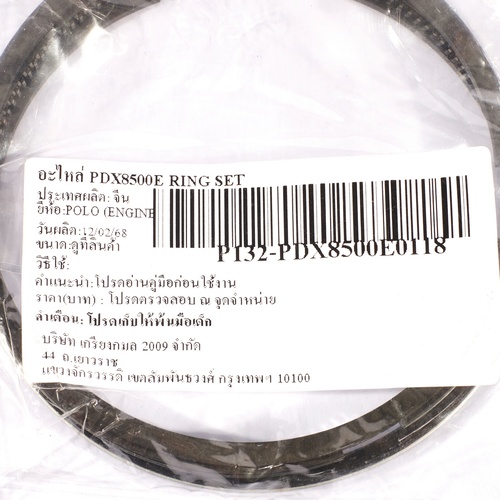 อะไหล่ PDX8500E RING SET
ประเทศผลิต: จีน
ยี่ห้อ:POLO (ENGINE
วันผลิต:12/02/68
ขนาด:ดูที่สินค้า
P132-PDX8500E0118
วิธีใช้:
คำแนะนำ:โปรดอ่านคู่มือก่อนใช้งาน
ราคา(บาท) : โปรดตรวจสอบ ณ จุดจำหน่าย
คำเตือน: โปรดเก็บให้พ้นมือเด็ก
บริษัท เกรียงกมล 2009 จำกัด
44 ถ.เยาวราช
แขวงจักรวรรดิ เขตสัมพันธวงศ์ กรุงเทพฯ 10100